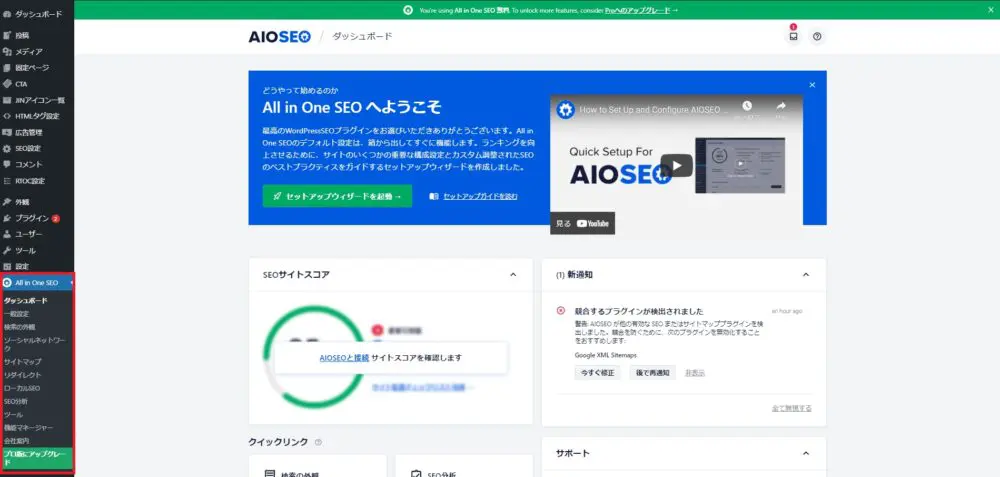 ダッシュボード
投稿
メディア
固定ページ
CTA
JINアイコン一覧
HTMLタグ設定
広告管理
SEO設定
コメント
RTOC設定
外観
プラグイン 2
ユーザー
ツール
設定
All in One SEO
ダッシュボード
一般設定
検索の外観
ソーシャルネットワー
ク
サイトマップ
リダイレクト
ローカルSEO
SEO分析
ツール
機能マネージャー
会社案内
プロ版にアップグレー
ド
You're using All in One SEO 無料. To unlock more features, consider Proへのアップグレード →
AIOSEO / ダッシュボード
1
どうやって始めるのか
All in One SEO へようこそ
最高のWordPressSEOプラグインをお選びいただきありがとうございます。All in
One SEOのデフォルト設定は、箱から出してすぐに機能します。ランキングを向
上させるために、サイトのいくつかの重要な構成設定とカスタム調整されたSEO
のベストプラクティスをガイドするセットアップウィザードを作成しました。
セットアップウィザードを起動 →
セットアップガイドを読む
How to Set Up and Configure AIOSEO ...
Quick Setup For
AIOSEO
見る YouTube
SEOサイトスコア
AIOSEOと接続 サイトスコアを確認します
クイックリンク
検索の外観
SEO分析
(1) 新通知
競合するプラグインが検出されました
an hour ago
警告: AIOSEO が他の有効な SEO またはサイトマッププラグインを検
出しました。競合を防ぐために、次のプラグインを無効化すること
をおすすめします:
Google XML Sitemaps
今すぐ修正
後で再通知
非表示
全て無視する
サポート